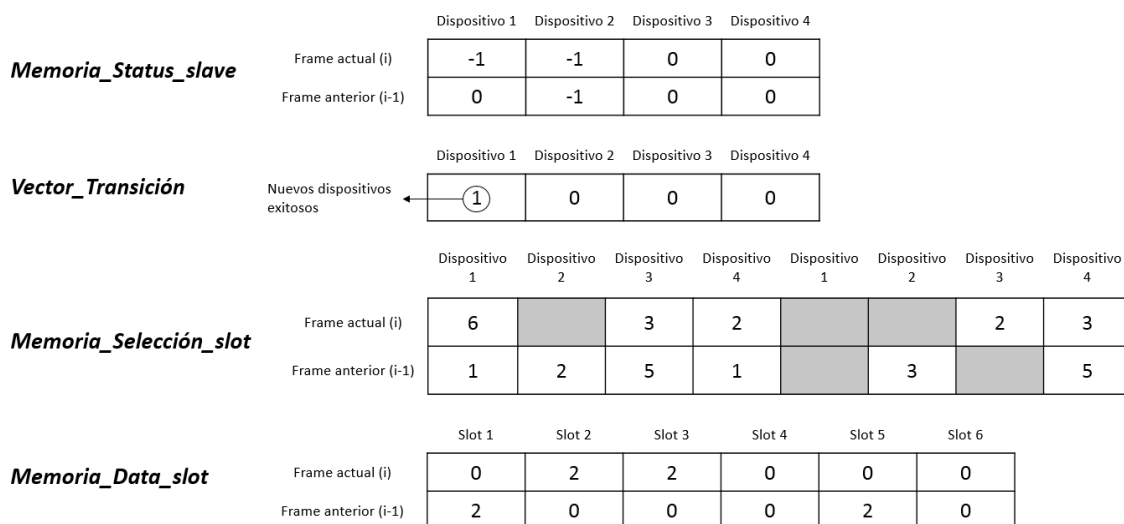 Dispositivo 1 Dispositivo 2 Dispositivo 3 Dispositivo 4
Memoria_Status_slave
Frame actual (i) -1 -1 0 0
Frame anterior (i-1) 0 -1 0 0
Dispositivo 1 Dispositivo 2 Dispositivo 3 Dispositivo 4
Vector_Transición
Nuevos dispositivos
exitosos
1 0 0 0
Dispositivo Dispositivo Dispositivo Dispositivo Dispositivo Dispositivo Dispositivo Dispositivo
1 2 3 4 1 2 3 4
Memoria_Selección_slot
Frame actual (i) 6 3 2 2 3
Frame anterior (i-1) 1 2 5 1 3 5
Slot 1 Slot 2 Slot 3 Slot 4 Slot 5 Slot 6
Memoria_Data_slot
Frame actual (i) 0 2 2 0 0 0
Frame anterior (i-1) 2 0 0 0 2 0